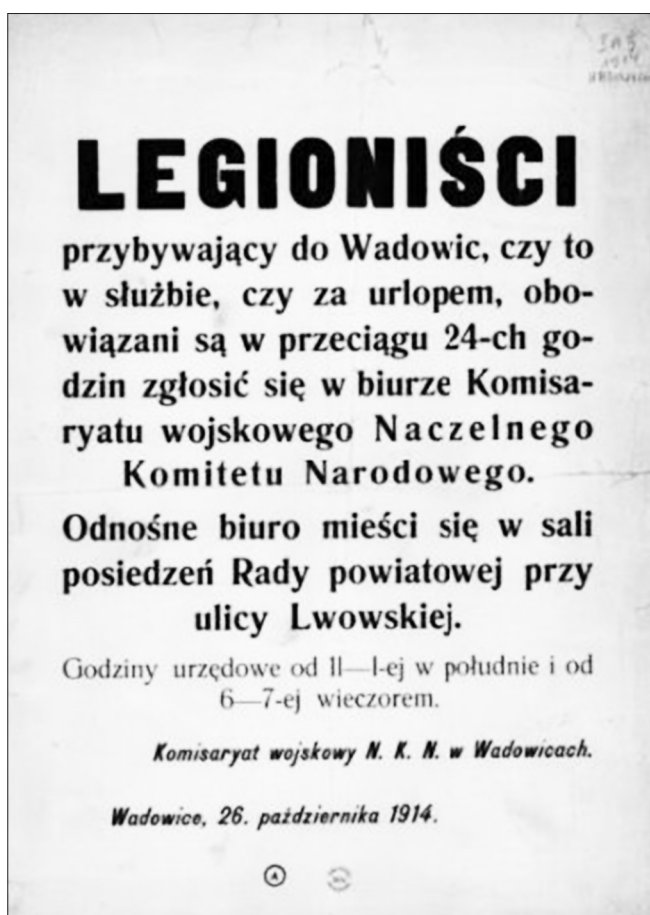 LEGIONIŚCI
przybywający do Wadowic, czy to
w służbie, czy za urlopem, obo-
wiązani są w przeciągu 24-ch go-
dzin zgłosić się w biurze Komisa-
ryatu wojskowego Naczelnego
Komitetu Narodowego.
Odnośne biuro mieści się w sali
posiedzeń Rady powiatowej przy
ulicy Lwowskiej.
Godziny urzędowe od 11—1-ej w południe i od
6—7-ej wieczorem.
Komisaryat wojskowy N. K. N. w Wadowicach.
Wadowice, 26. października 1914.